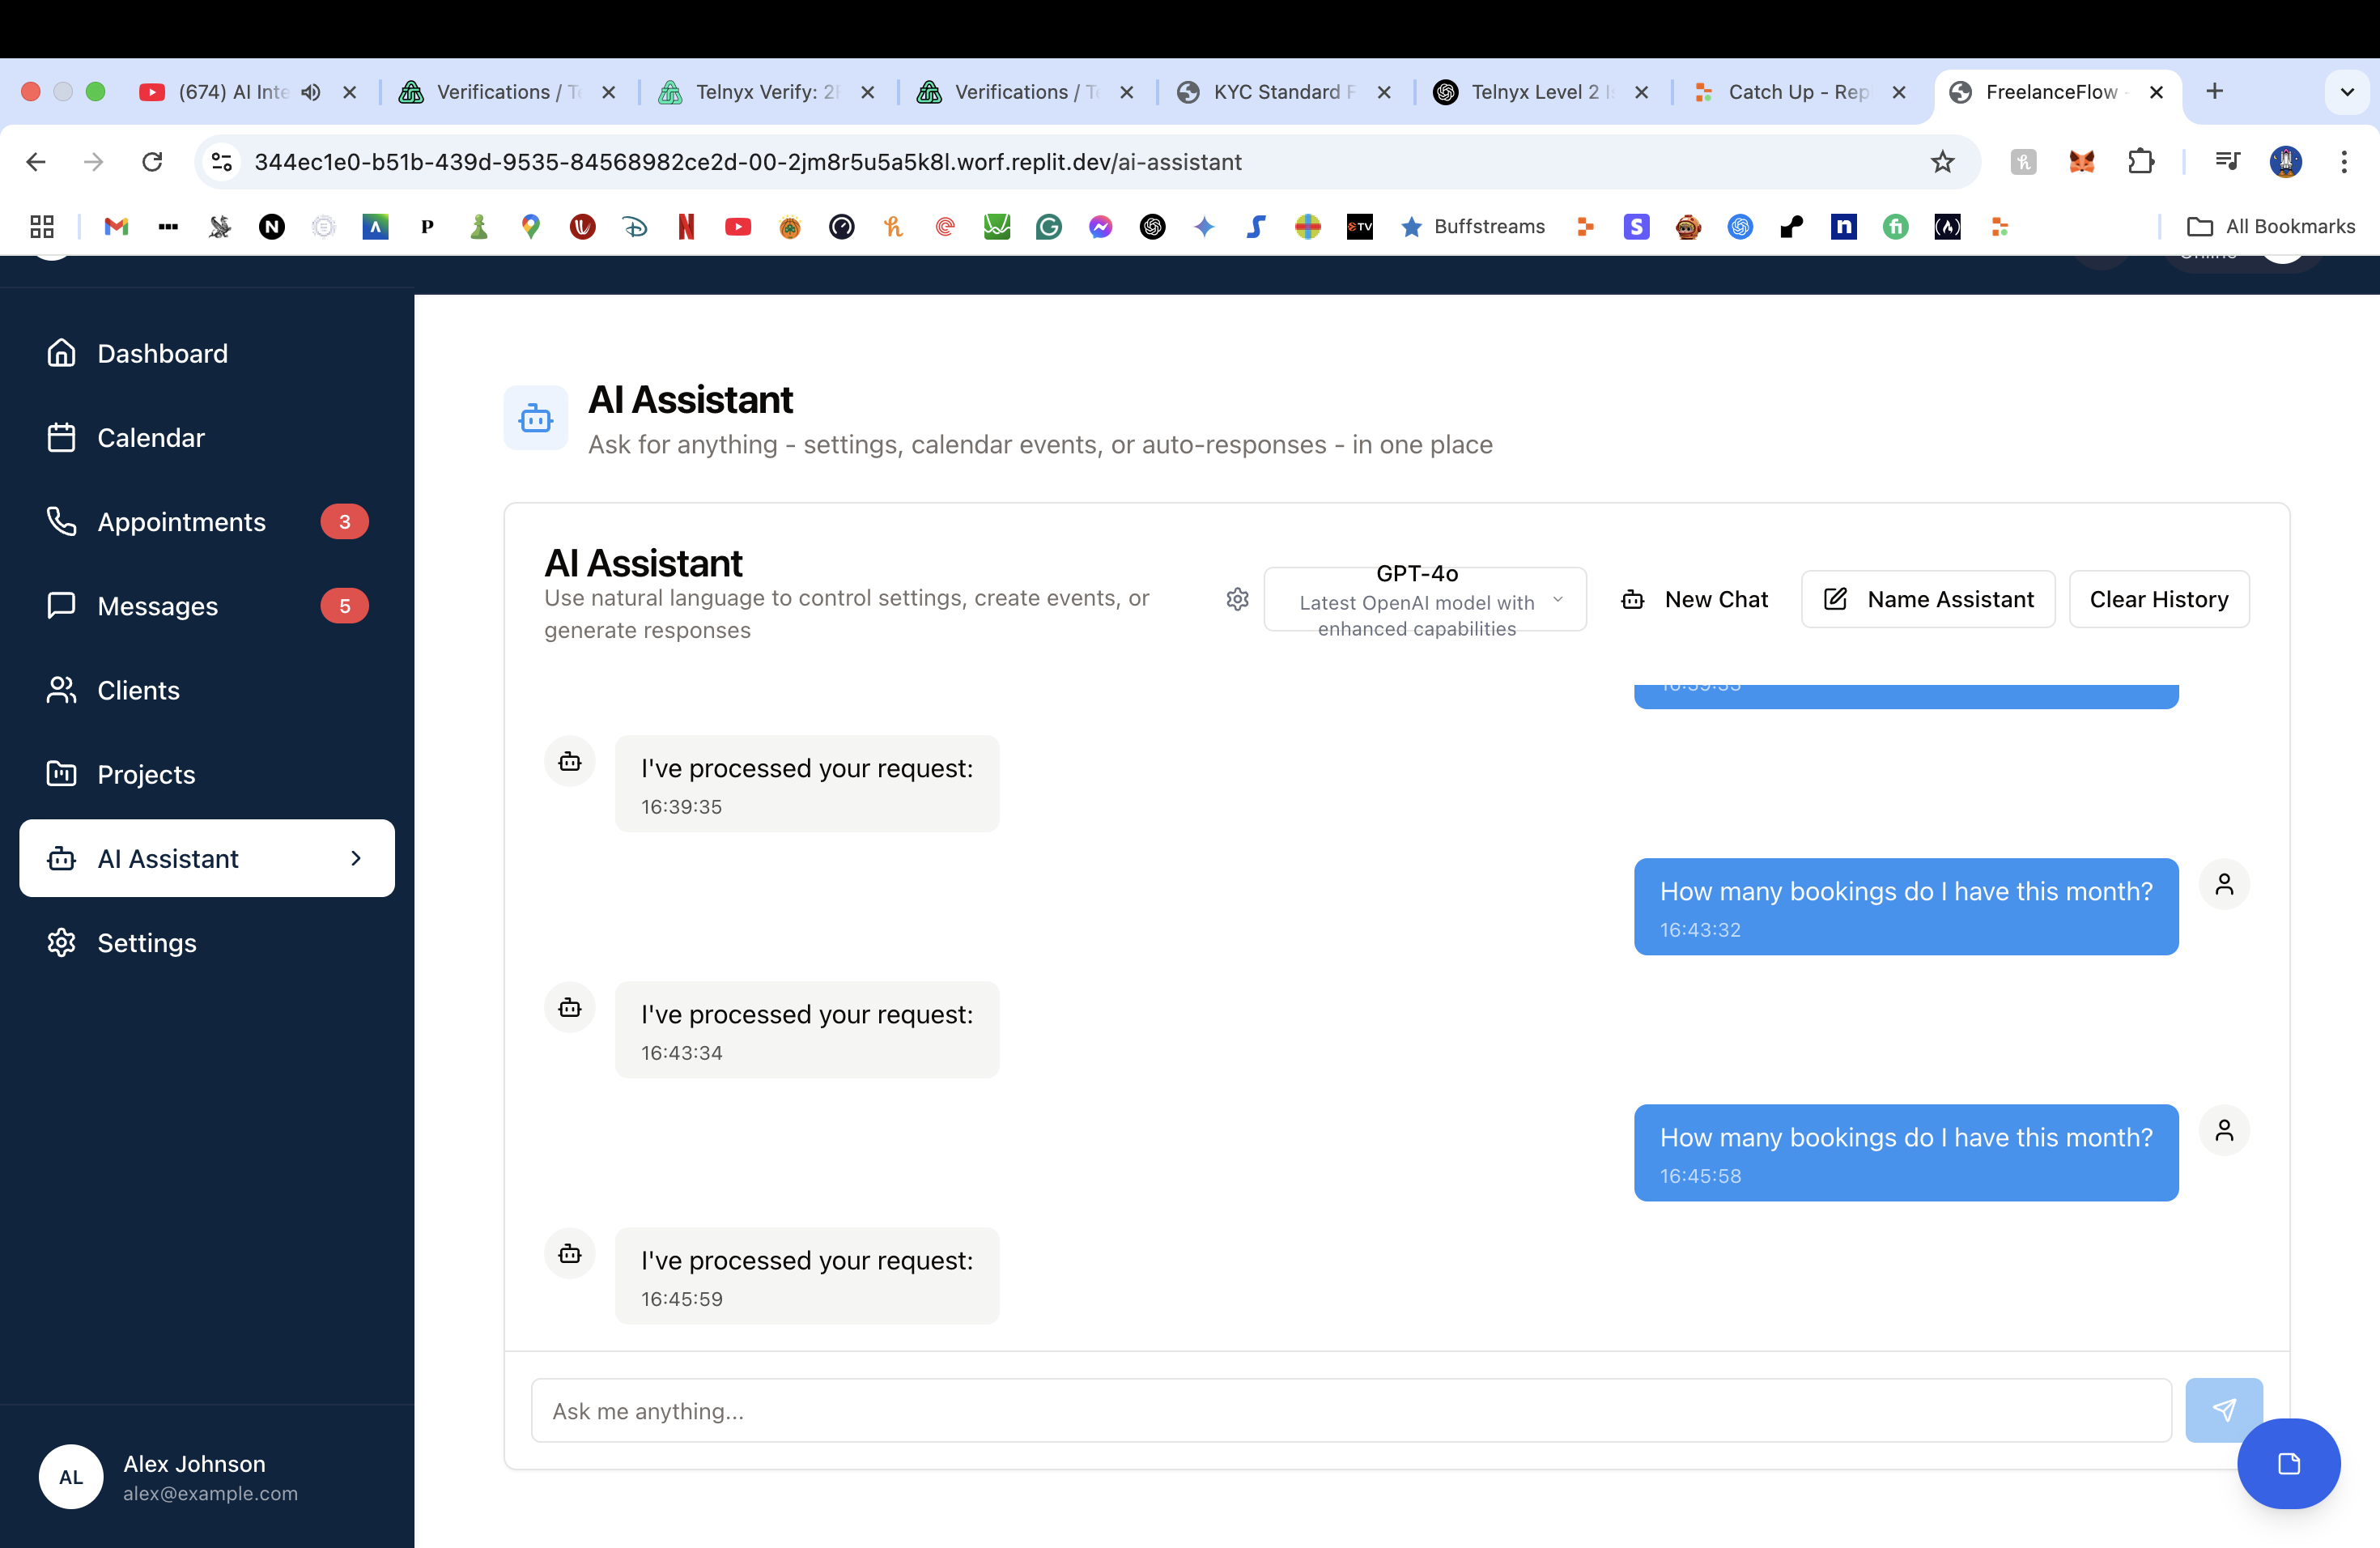 (674) AI Inte
Verifications / Te
Telnyx Verify: 2F
Verifications / Te
KYC Standard F
Telnyx Level 2 I
Catch Up - Rep
FreelanceFlow -
344ec1e0-b51b-439d-9535-84568982ce2d-00-2jm8r5u5a5k8l.worf.replit.dev/ai-assistant
Buffstreams
All Bookmarks
Dashboard
Calendar
Appointments 3
Messages 5
Clients
Projects
AI Assistant
Settings
AL
Alex Johnson
alex@example.com
AI Assistant
Ask for anything - settings, calendar events, or auto-responses - in one place
AI Assistant
Use natural language to control settings, create events, or
generate responses
GPT-4o
Latest OpenAI model with
enhanced capabilities
New Chat
Name Assistant
Clear History
I've processed your request:
16:39:35
How many bookings do I have this month?
16:43:32
I've processed your request:
16:43:34
How many bookings do I have this month?
16:45:58
I've processed your request:
16:45:59
Ask me anything...